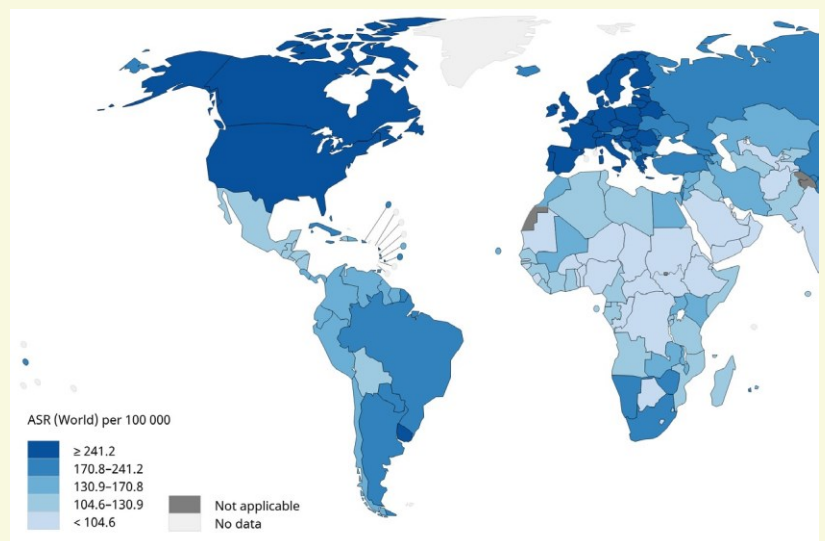 ASR (World) per 100 000
≥ 241.2
170.8–241.2
130.9–170.8
104.6–130.9
< 104.6
Not applicable
No data